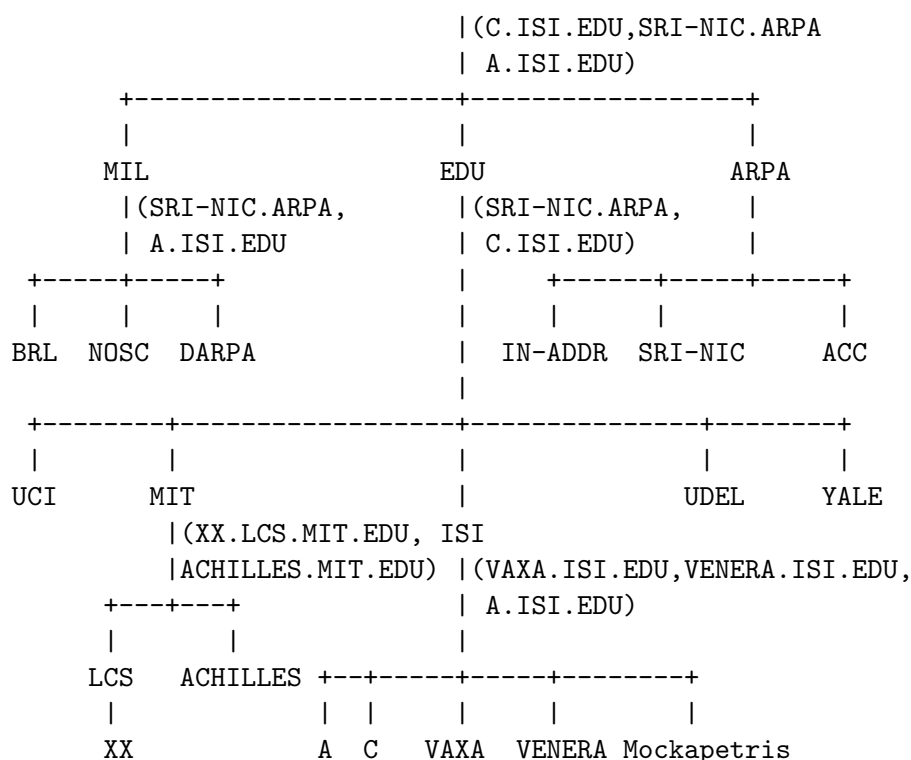 |(C.ISI.EDU,SRI-NIC.ARPA
| A.ISI.EDU)
+---------------------+------------------+
| | |
MIL EDU ARPA
|(SRI-NIC.ARPA, |(SRI-NIC.ARPA, |
| A.ISI.EDU | C.ISI.EDU) |
+-----+-----+ | +------+-----+-----+
| | | | | | |
BRL NOSC DARPA | IN-ADDR SRI-NIC ACC
|
+--------+------------------+---------------+--------+
| | | | |
UCI MIT | UDEL YALE
|(XX.LCS.MIT.EDU, ISI
|ACHILLES.MIT.EDU) |(VAXA.ISI.EDU,VENERA.ISI.EDU,
+---+---+ | A.ISI.EDU)
| | |
LCS ACHILLES +--+-----+-----+--------+
| | | | | |
XX A C VAXA VENERA Mockapetris